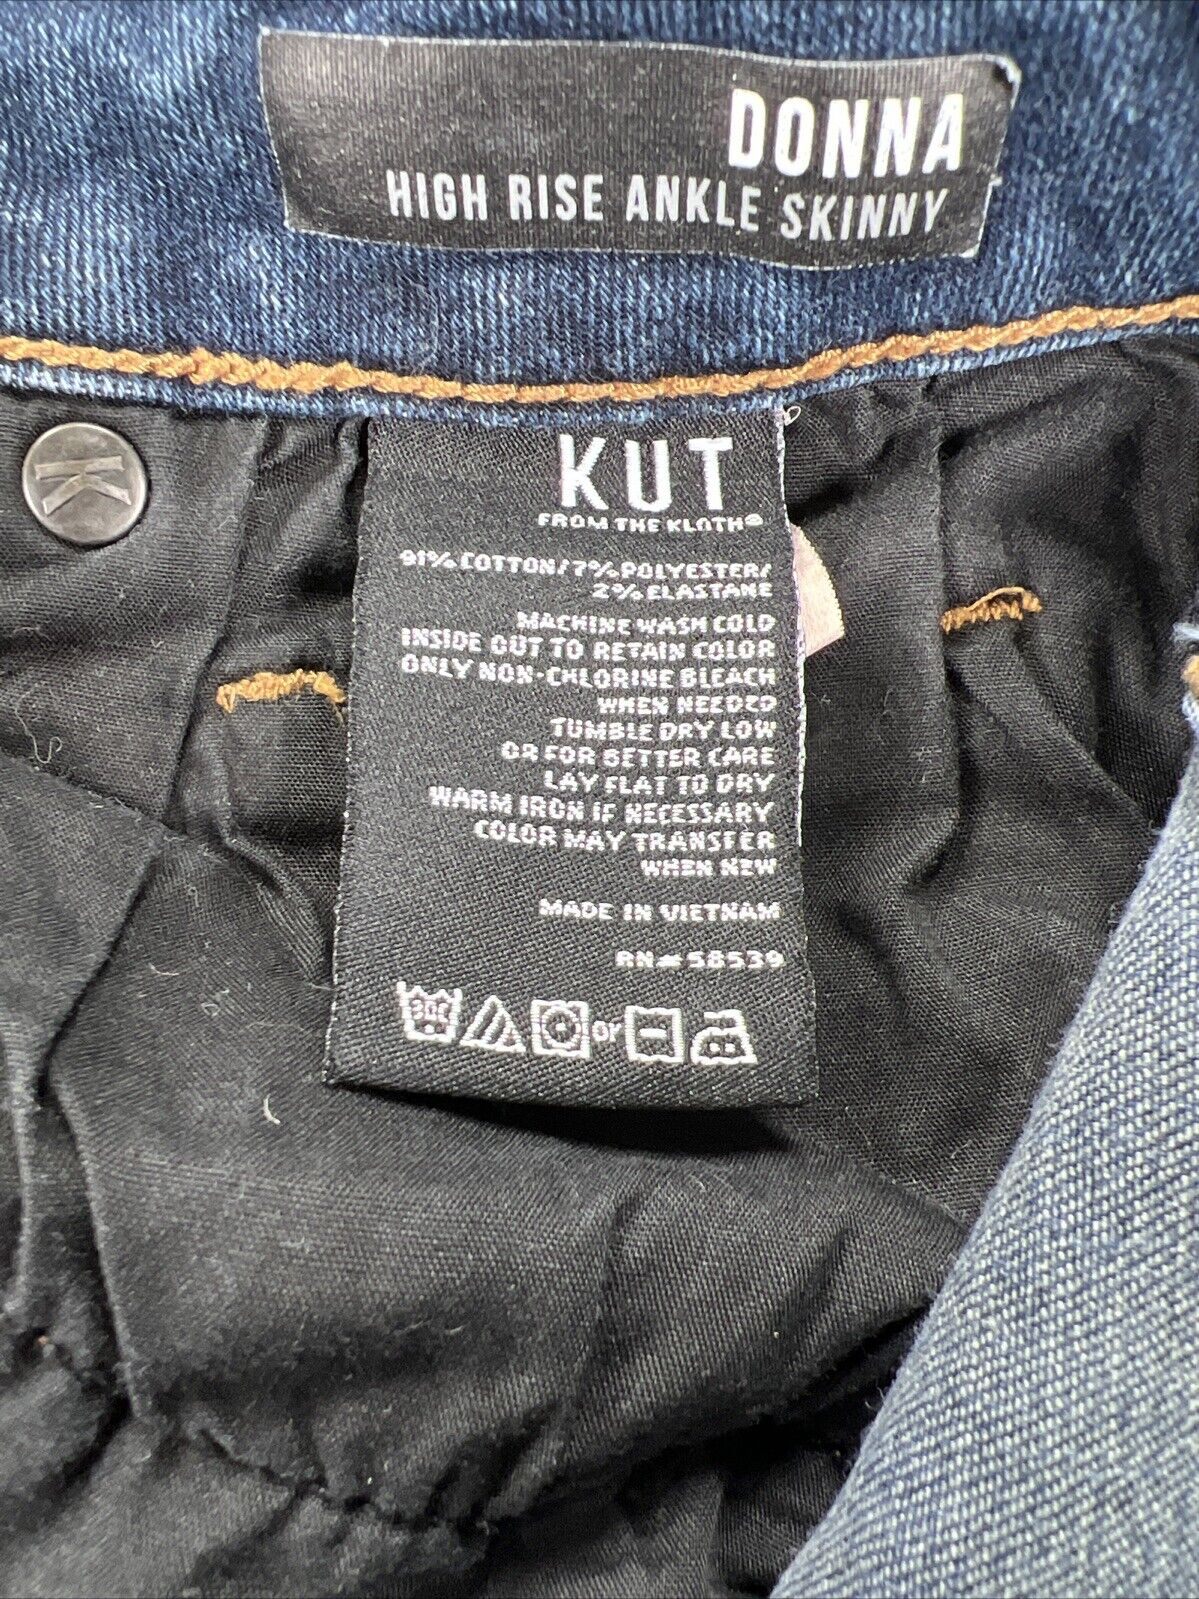 DONNA
HIGH RISE ANKLE SKINNY
K
KUT
FROM THE KLOTH®
91% COTTON/7% POLYESTER/
2% ELASTANE
MACHINE WASH COLD
INSIDE OUT TO RETAIN COLOR
ONLY NON-CHLORINE BLEACH
WHEN NEEDED
TUMBLE DRY LOW
OR FOR BETTER CARE
LAY FLAT TO DRY
WARM IRON IF NECESSARY
COLOR MAY TRANSFER
WHEN NEW
MADE IN VIETNAM
RN# 58539
30C or